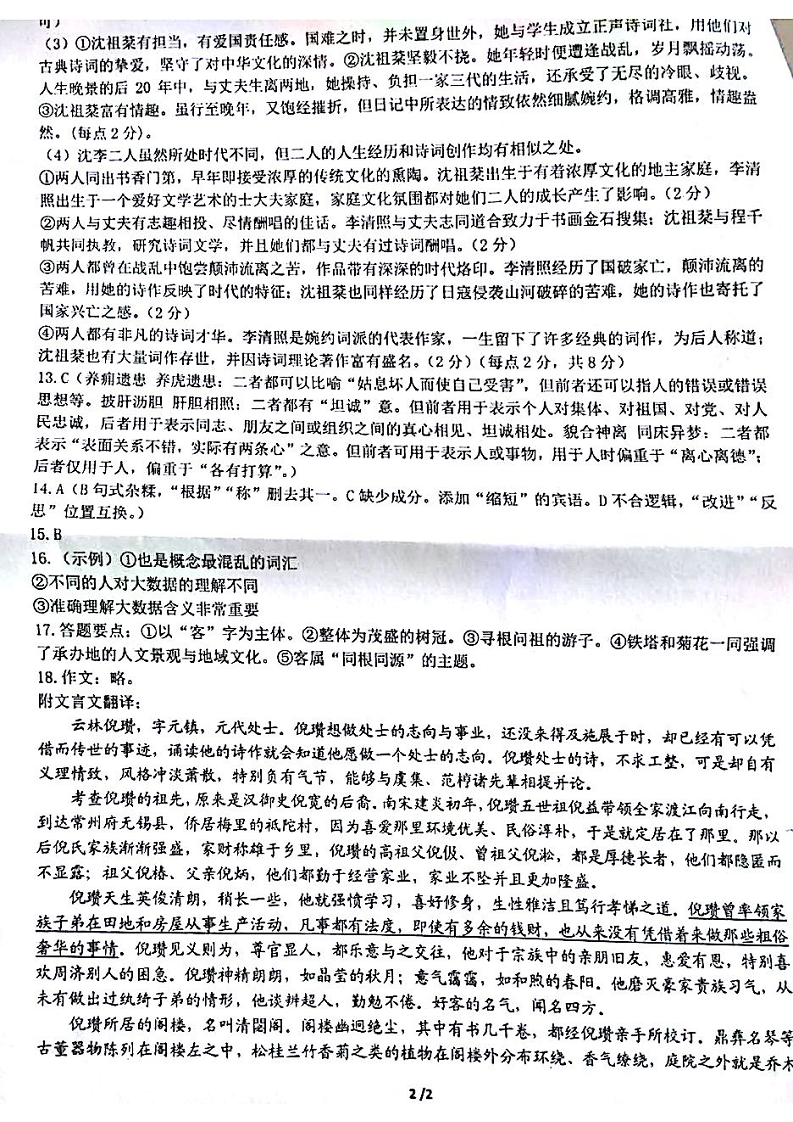 可）
（3）①沈祖棻有担当，有爱国责任感。国难之时，并未置身世外，她与学生成立正声诗词社，用他们对
古典诗词的挚爱，坚守了对中华文化的深情。②沈祖棻坚毅不挠。她年轻时便遭逢战乱，岁月飘摇动荡。
人生晚景的后 20 年中，与丈夫生离两地，她操持、负担一家三代的生活，还承受了无尽的冷眼、歧视。
③沈祖棻富有情趣。虽行至晚年，又饱经摧折，但日记中所表达的情致依然细腻婉约，格调高雅，情趣盎
然。（每点 2 分）。
（4）沈李二人虽然所处时代不同，但二人的人生经历和诗词创作均有相似之处。
①两人同出书香门第，早年即接受浓厚的传统文化的熏陶。沈祖棻出生于有着浓厚文化的地主家庭，李清
照出生于一个爱好文学艺术的士大夫家庭，家庭文化氛围都对她们二人的成长产生了影响。（2 分）
②两人与丈夫有志趣相投、尽情酬唱的佳话。李清照与丈夫志同道合致力于书画金石搜集；沈祖棻与程千
帆共同执教，研究诗词文学，并且她们都与丈夫有过诗词酬唱。（2 分）
③两人都曾在战乱中饱尝颠沛流离之苦，作品带有深深的时代烙印。李清照经历了国破家亡，颠沛流离的
苦难，用她的诗作反映了时代的特征；沈祖棻也同样经历了日寇侵袭山河破碎的苦难，她的诗作也寄托了
国家兴亡之感。（2 分）
④两人都有非凡的诗词才华。李清照是婉约词派的代表作家，一生留下了许多经典的词作，为后人称道；
沈祖棻也有大量词作存世，并因诗词理论著作富有盛名。（2 分）（每点 2 分，共 8 分）
13.C（养痈遗患 养虎遗患：二者都可以比喻“姑息坏人而使自己受害”，但前者还可以指人的错误或错误
思想等。披肝沥胆 肝胆相照：二者都有“坦诚”意。但前者用于表示个人对集体、对祖国、对党、对人
民忠诚，后者用于表示同志、朋友之间或组织之间的真心相见、坦诚相处。貌合神离 同床异梦：二者都
表示“表面关系不错，实际有两条心”之意。但前者可用于表示人或事物，用于人时偏重于“离心离德”；
后者仅用于人，偏重于“各有打算”。）
14.A（B 句式杂糅，“根据”“称”删去其一。C 缺少成分。添加“缩短”的宾语。D 不合逻辑，“改进”“反
思”位置互换。）
15.B
16.（示例）①也是概念最混乱的词汇
②不同的人对大数据的理解不同
③准确理解大数据含义非常重要
17.答题要点：①以“客”字为主体。②整体为茂盛的树冠。③寻根问祖的游子。④铁塔和菊花一同强调
了承办地的人文景观与地域文化。⑤客属“同根同源”的主题。
18.作文：略。
附文言文翻译：
云林倪瓒，字元镇，元代处士。倪瓒想做处士的志向与事业，还没来得及施展于时，却已经有可以凭
借而传世的事迹，诵读他的诗作就会知道他愿做一个处士的志向。倪瓒处士的诗，不求工整，可是却自有
义理情致，风格冲淡萧散，特别负有气节，能够与虞集、范梈诸先辈相提并论。
考查倪瓒的祖先，原来是汉御史倪宽的后裔。南宋建炎初年，倪瓒五世祖倪益带领全家渡江向南行走，
到达常州府无锡县，侨居梅里的祗陀村，因为喜爱那里环境优美、民俗淳朴，于是就定居在了那里。那以
后倪氏家族渐渐强盛，家财称雄于乡里，倪瓒的高祖父倪伋、曾祖父倪淞，都是厚德长者，他们都隐匿而
不显露；祖父倪椿、父亲倪炳，他们都勤于经营家业，家业不坠并且更加隆盛。
倪瓒天生英俊清朗，稍长一些，他就强愤学习，喜好修身，生性雅洁且笃行孝悌之道。倪瓒曾率领家
族子弟在田地和房屋从事生产活动，凡事都有法度，即使有多余的钱财，也从来没有凭借着来做那些粗俗
奢华的事情。倪瓒见义则为，尊官显人，都乐意与之交往，他对于宗族中的亲朋旧友，惠爱有恩，特别喜
欢周济别人的困急。倪瓒神精朗朗，如晶莹的秋月；意气霭霭，如和煦的春阳。他磨灭豪家贵族习气，从
未有做出过纨绮子弟的情形，他谈辨超人，勤勉不倦。好客的名气，闻名四方。
倪瓒所居的阁楼，名叫清閟阁。阁楼幽迥绝尘，其中有书几千卷，都经倪瓒亲手所校订。鼎彝名琴等
古董器物陈列在阁楼左之中，松桂兰竹香菊之类的植物在阁楼外分布环绕、香气缭绕，庭院之外就是乔木
2/2